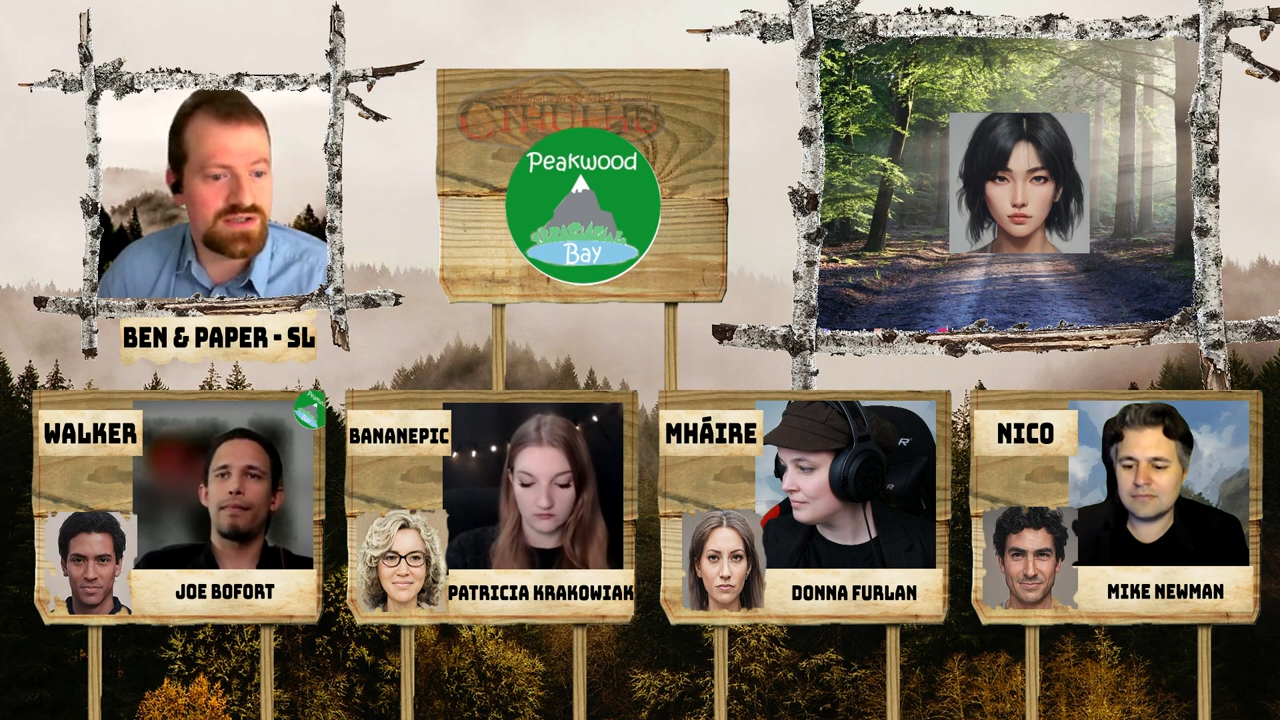 CTHULHU
Peakwood
Bay
BEN & PAPER - SL
WALKER
BANANEPIC
MHÁIRE
NICO
JOE BOFORT
PATRICIA KRAKOWIAK
DONNA FURLAN
MIKE NEWMAN